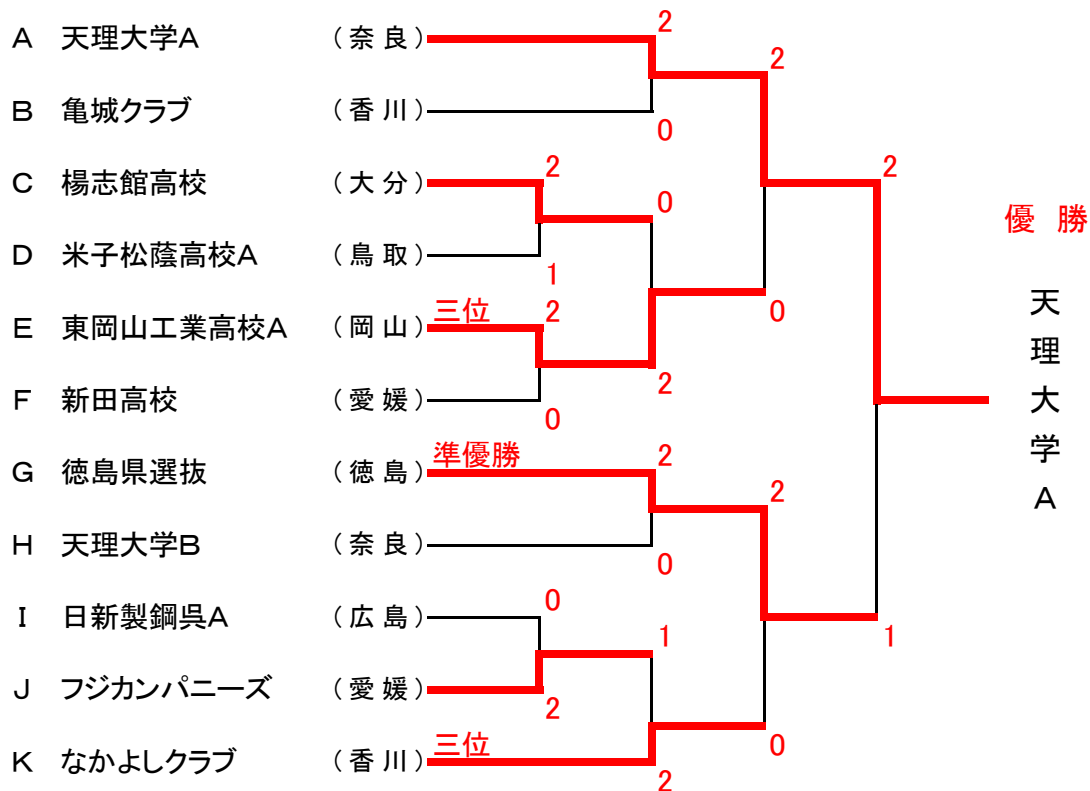 A 天理大学A (奈良)
2
2
B 亀城クラブ (香川)
0
C 楊志館高校 (大分)
2
0
2
優 勝
D 米子松蔭高校A (鳥取)
1
E 東岡山工業高校A (岡山)
三位
2
0
F 新田高校 (愛媛)
0
2
天理大学A
G 徳島県選抜 (徳島)
準優勝
2
2
H 天理大学B (奈良)
0
I 日新製鋼呉A (広島)
0
1
1
J フジカンパニーズ (愛媛)
2
K なかよしクラブ (香川)
三位
2
0